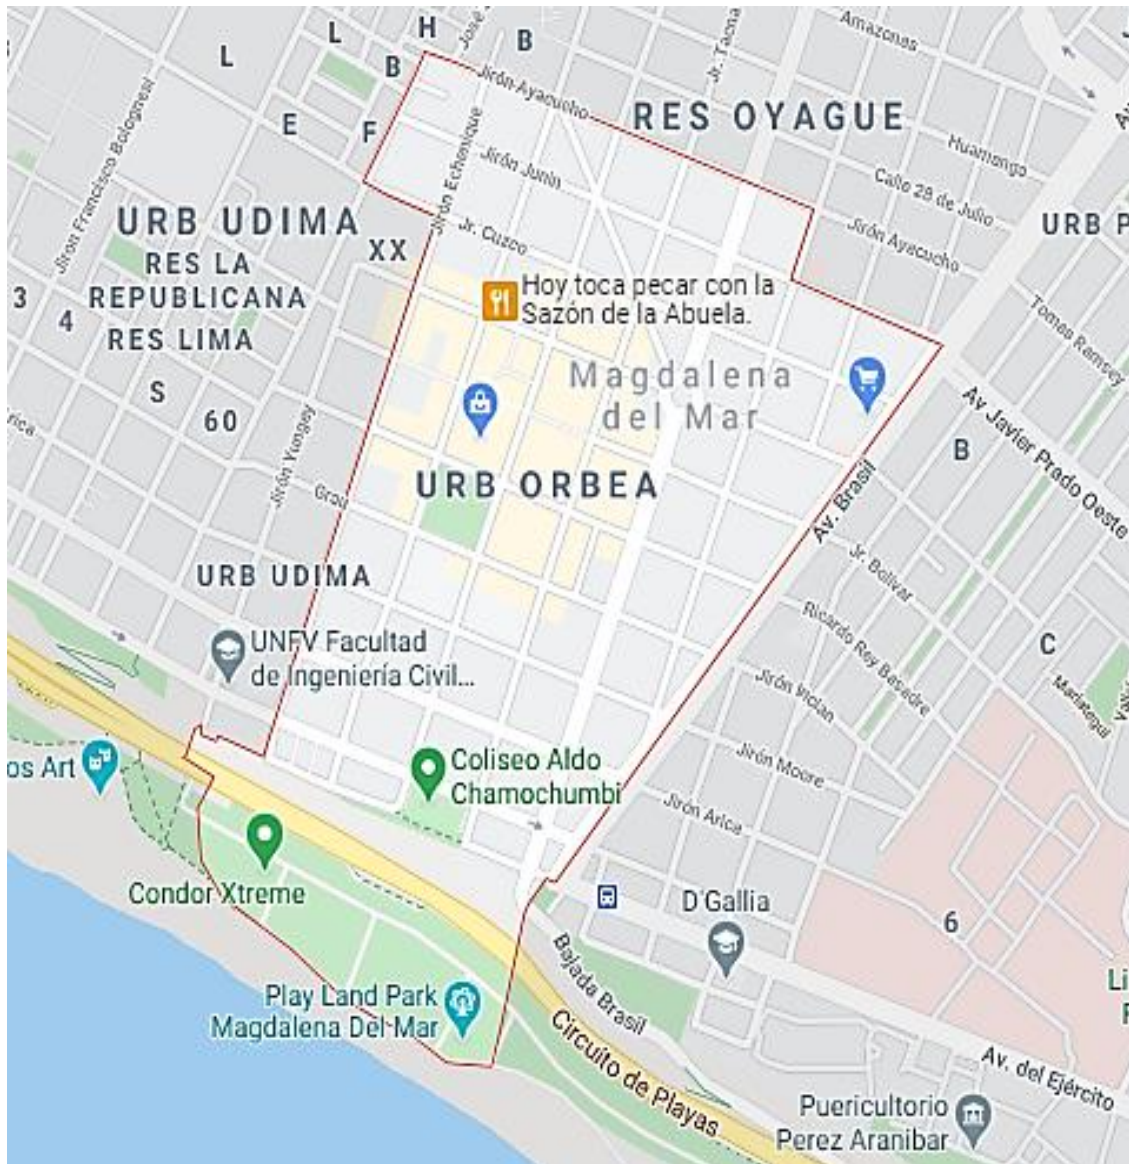 H
L
José
B
L
B
Jr. Tacna
Amazonas
Jirón Ayacucho
RES OYAGUE
E
F
Jirón Francisco Bolognesi
Jirón Echenique
Jirón Junín
Huamanga
Calle 28 de Julio
URB UDIMA
XX
Jr. Cuzco
Jirón Ayacucho
URB P
RES LA
REPUBLICANA
3
4
RES LIMA
Hoy toca pecar con la
Sazón de la Abuela.
Tomas Ramsey
Magdalena
del Mar
S
60
Av Javier Prado Oeste
B
Jirón Yungay
Grau
URB ORBEA
Av. Brasil
Jr. Bolívar
URB UDIMA
Ricardo Rey Basadre
C
UNFV Facultad
de Ingeniería Civil...
Jirón Vidian
Mariategui
os Art
Coliseo Aldo
Chamochumbi
Jirón Moore
Jirón Arica
Condor Xtreme
D'Gallia
6
Bajada Brasil
Play Land Park
Magdalena Del Mar
Circuito de Playas
Li
Av. del Ejército
Puericultorio
Perez Aranibar